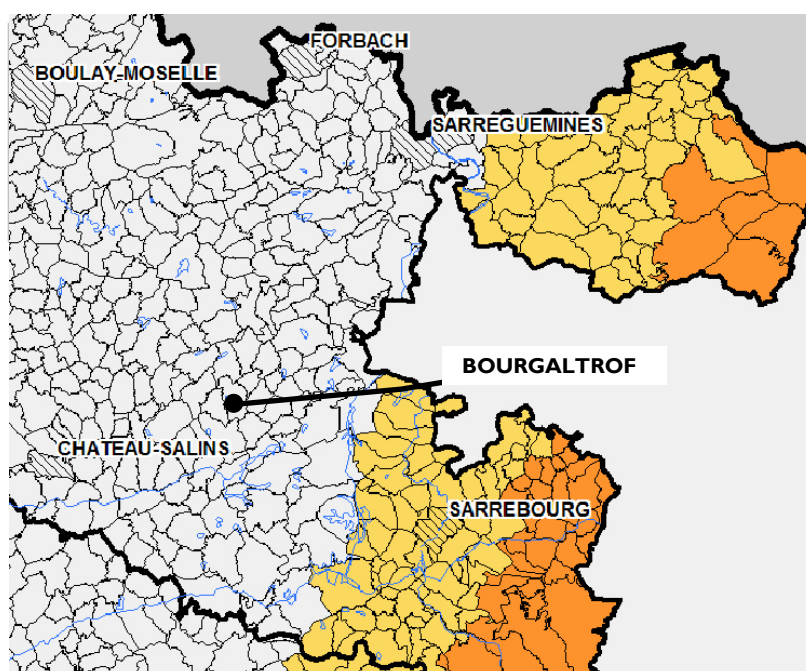 FORBACH
BOULAY-MOSELLE
SARREGUEMINES
BOURGALTROF
CHATEAU-SALINS
SARREBOURG